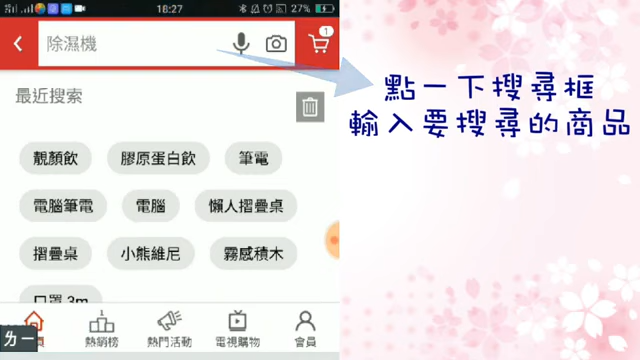 18:27
27%
除濕機
1
點一下搜尋框
輸入要搜尋的商品
最近搜索
靚顏飲
膠原蛋白飲
筆電
電腦筆電
電腦
懶人摺疊桌
摺疊桌
小熊維尼
霧感積木
口罩 3m
ㄌㄧ
頁
熱銷榜
熱門活動
電視購物
會員